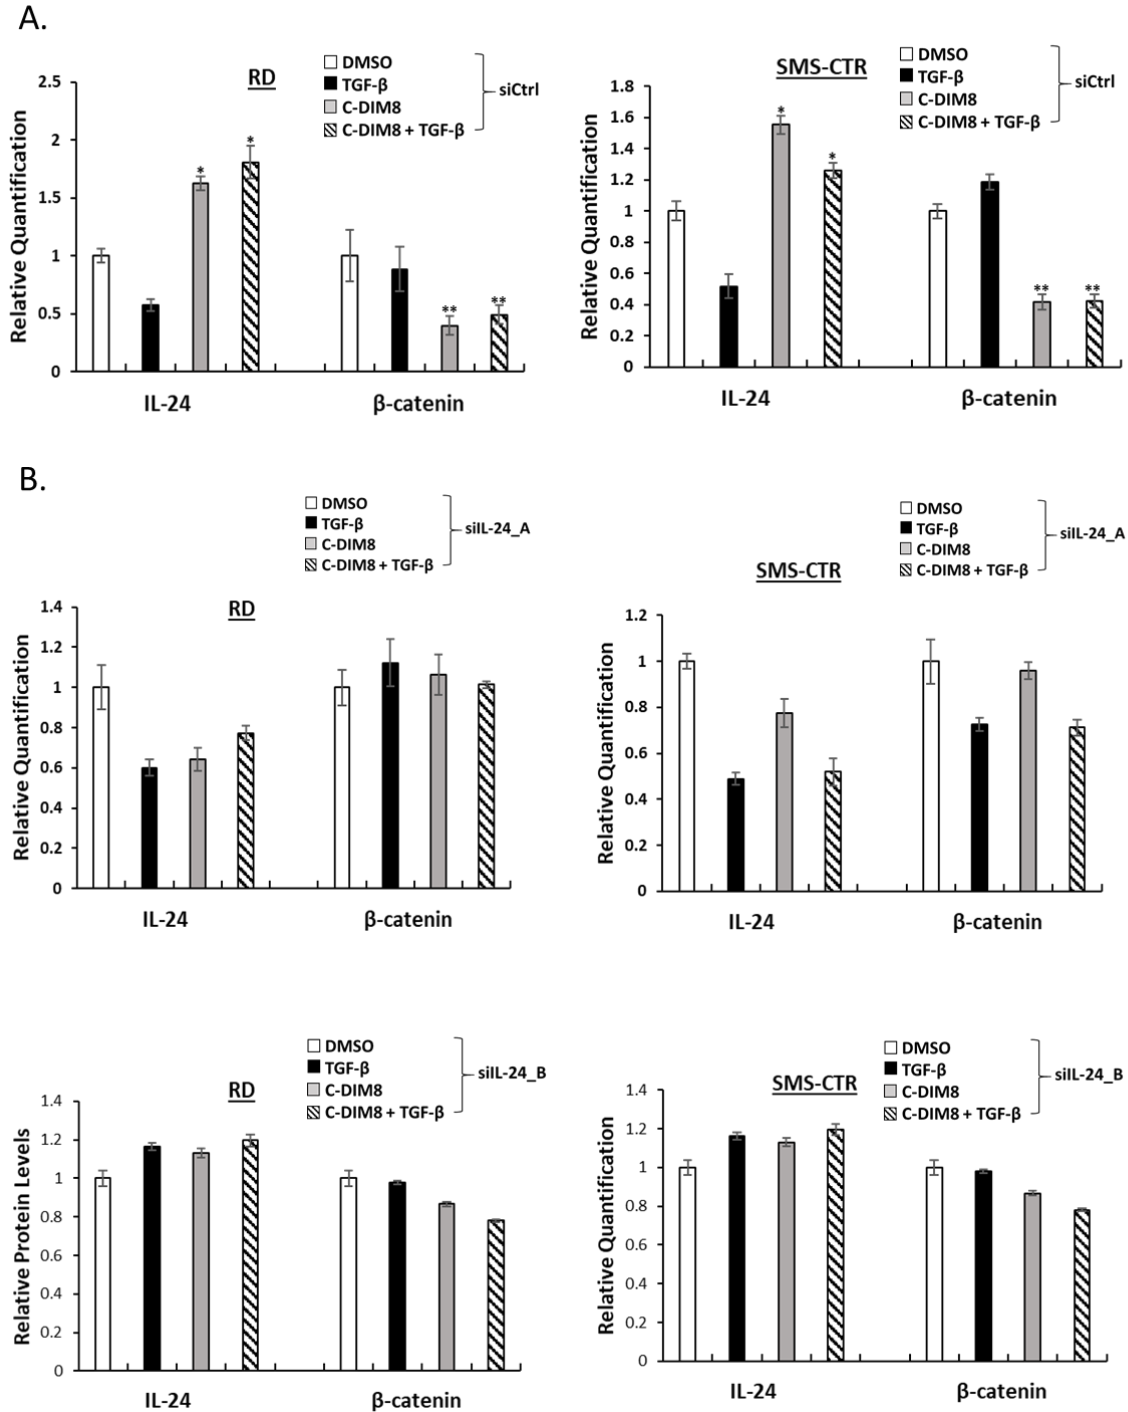 A.
RD
DMSO
TGF-β
C-DIM8
C-DIM8 + TGF-β
siCtrl
Relative Quantification
2.5
2
1.5
1
0.5
0
*
*
**
**
IL-24
β-catenin
SMS-CTR
DMSO
TGF-β
C-DIM8
C-DIM8 + TGF-β
siCtrl
Relative Quantification
1.8
1.6
1.4
1.2
1
0.8
0.6
0.4
0.2
0
*
*
**
**
IL-24
β-catenin
B.
DMSO
TGF-β
C-DIM8
C-DIM8 + TGF-β
siIL-24_A
RD
Relative Quantification
1.4
1.2
1
0.8
0.6
0.4
0.2
0
IL-24
β-catenin
DMSO
TGF-β
C-DIM8
C-DIM8 + TGF-β
siIL-24_A
SMS-CTR
Relative Quantification
1.2
1
0.8
0.6
0.4
0.2
0
IL-24
β-catenin
DMSO
TGF-β
C-DIM8
C-DIM8 + TGF-β
siIL-24_B
RD
Relative Protein Levels
1.4
1.2
1
0.8
0.6
0.4
0.2
0
IL-24
β-catenin
DMSO
TGF-β
C-DIM8
C-DIM8 + TGF-β
siIL-24_B
SMS-CTR
Relative Quantification
1.4
1.2
1
0.8
0.6
0.4
0.2
0
IL-24
β-catenin